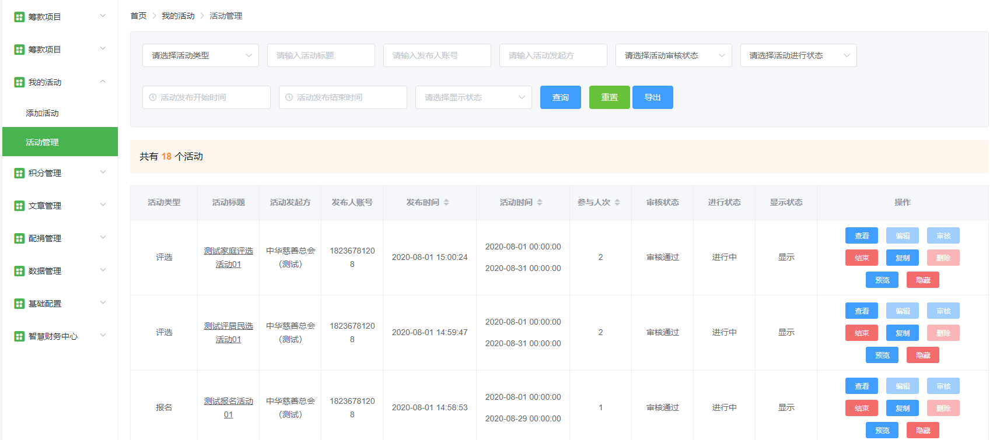 筹款项目
筹款项目
我的活动
添加活动
活动管理
积分管理
文章管理
配捐管理
数据管理
基础配置
智慧财务中心
首页 > 我的活动 > 活动管理
请选择活动类型 请输入活动标题 请输入发布人账号 请输入活动发起方 请选择活动审核状态 请选择活动进行状态
活动发布开始时间 活动发布结束时间 请选择显示状态 查询 重置 导出
共有 18 个活动
活动类型 活动标题 活动发起方 发布人账号 发布时间 活动时间 参与人次 审核状态 进行状态 显示状态 操作
评选
测试家庭评选
活动01
中华慈善总会
(测试)
1823678120
8
2020-08-01 15:00:24
2020-08-01 00:00:00
2020-08-31 00:00:00
2
审核通过
进行中
显示
查看 编辑 审核
结束 复制 删除
预览 隐藏
评选
测试评居民选
活动01
中华慈善总会
(测试)
1823678120
8
2020-08-01 14:59:47
2020-08-01 00:00:00
2020-08-31 00:00:00
2
审核通过
进行中
显示
查看 编辑 审核
结束 复制 删除
预览 隐藏
报名
测试报名活动
01
中华慈善总会
(测试)
1823678120
8
2020-08-01 14:58:53
2020-08-01 00:00:00
2020-08-29 00:00:00
1
审核通过
进行中
显示
查看 编辑 审核
结束 复制 删除
预览 隐藏